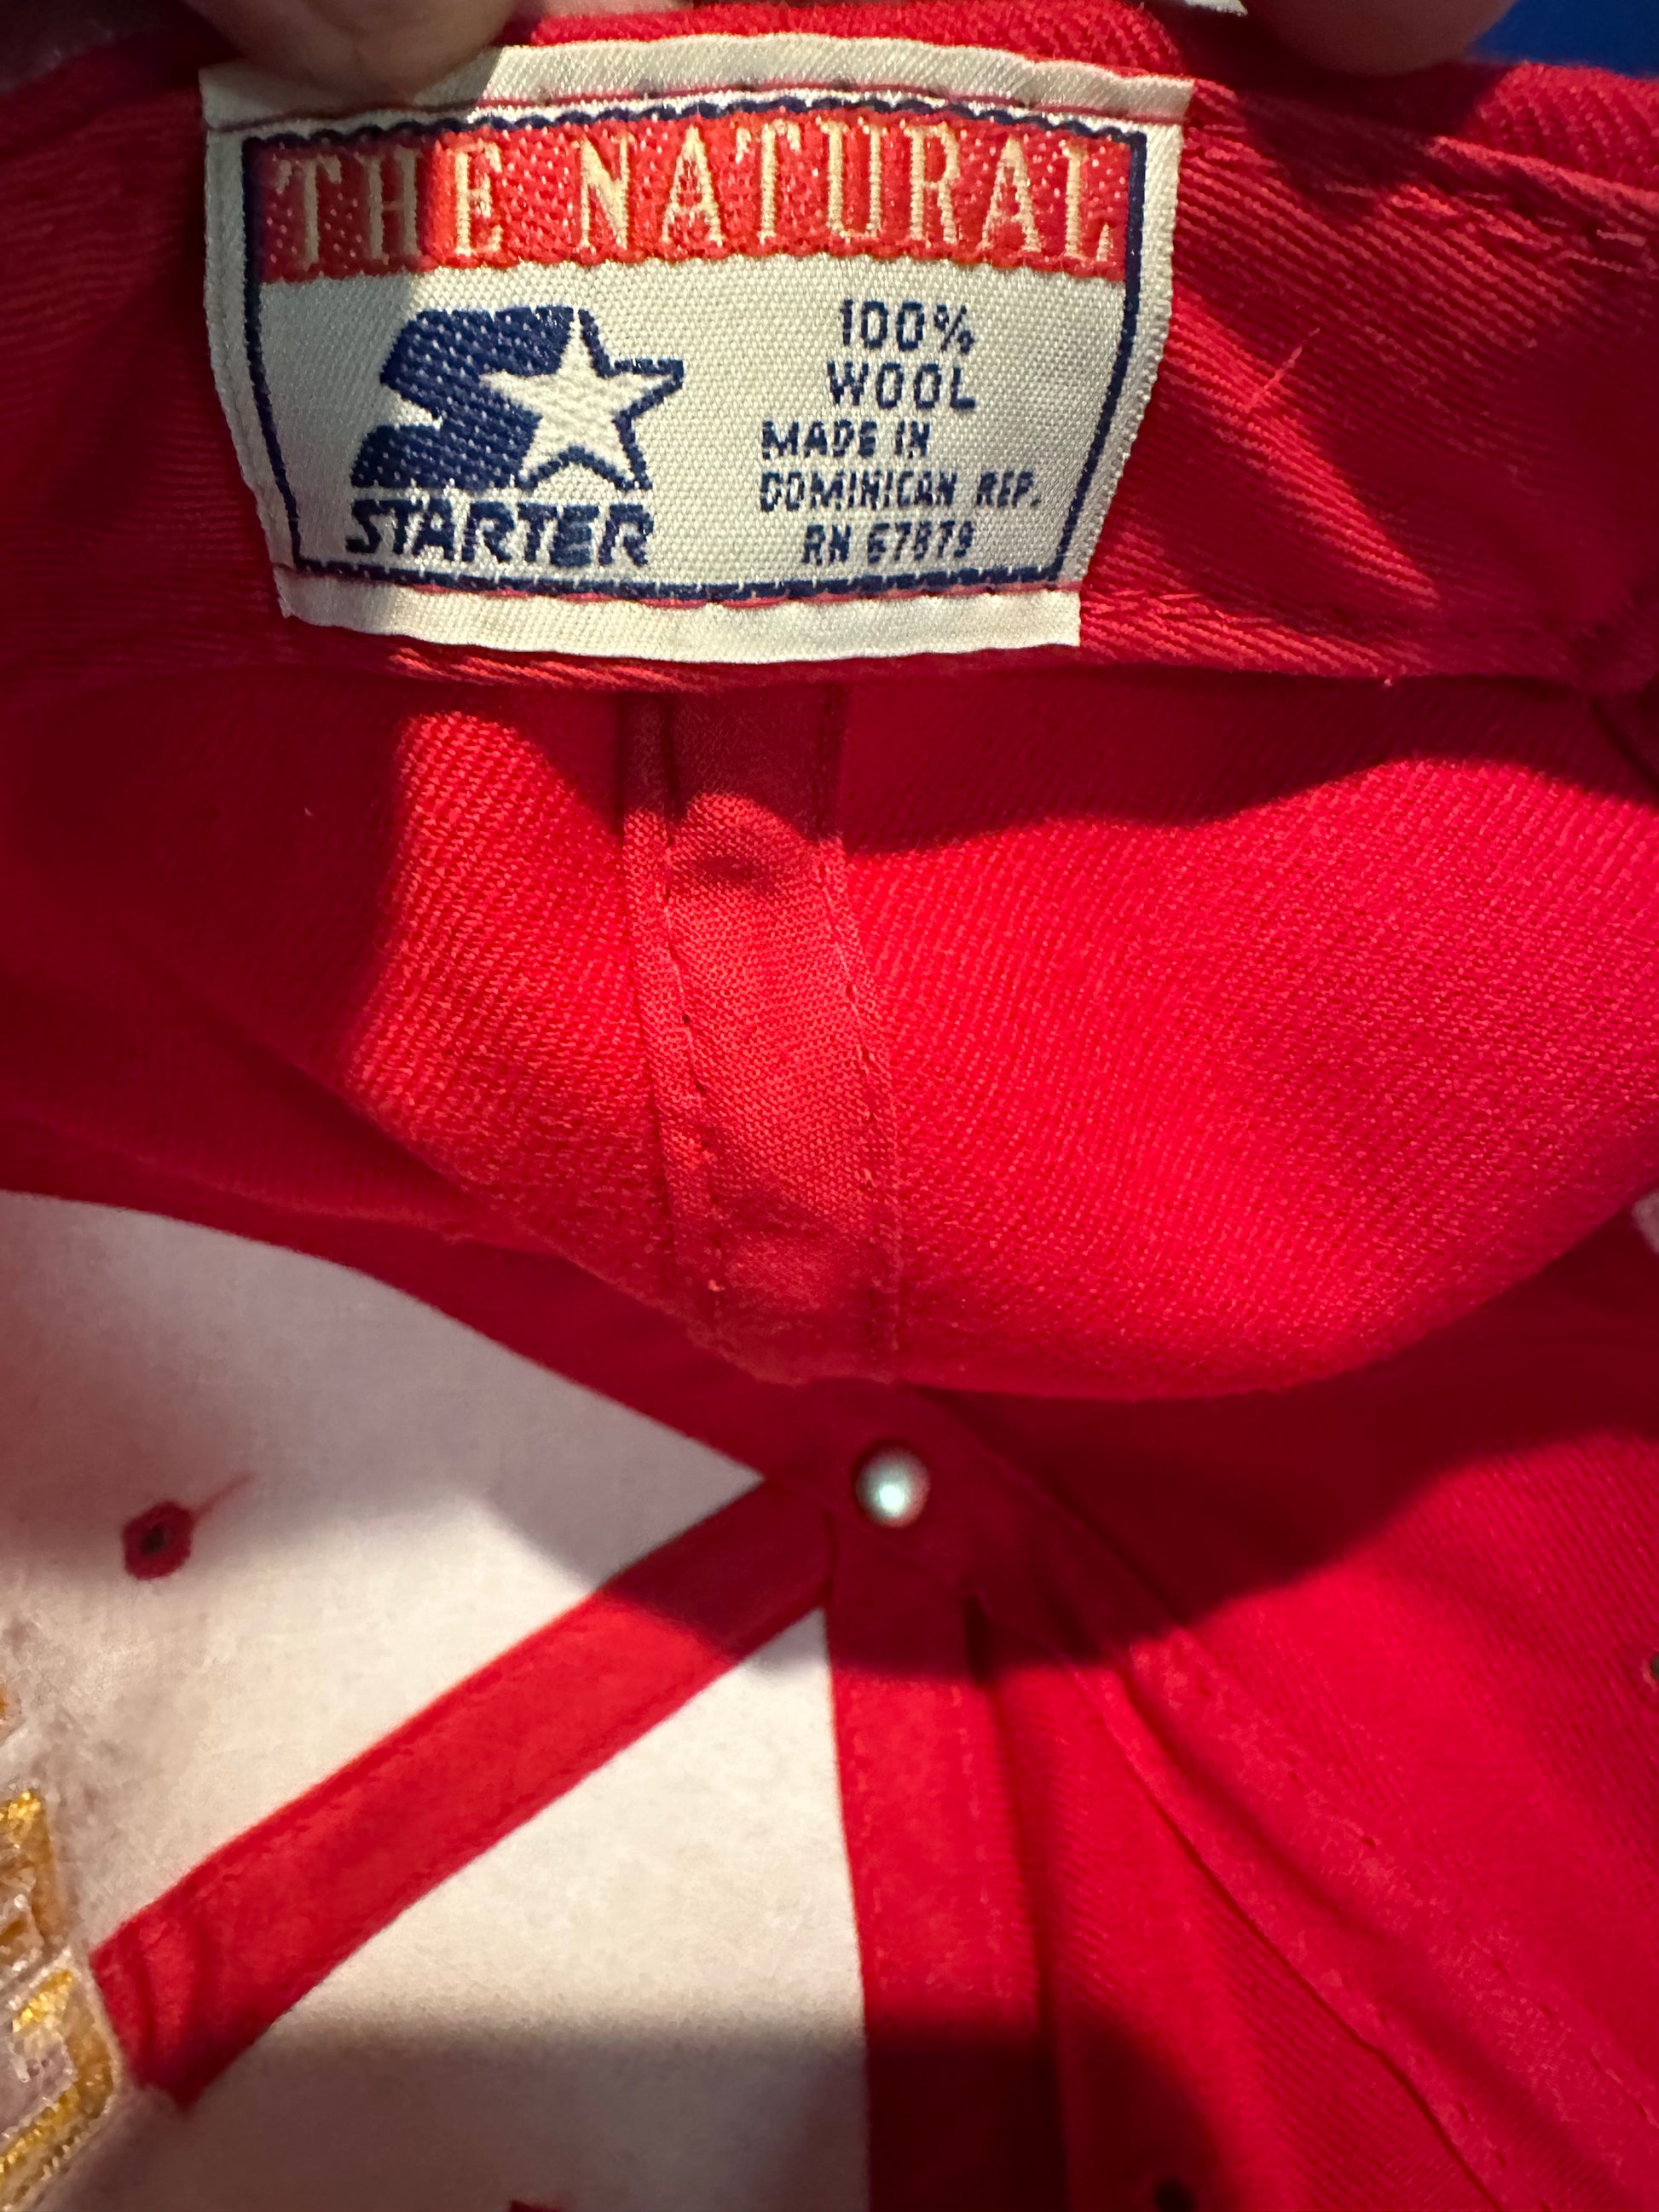 THE NATURAL
STARTER
100%
WOOL
MADE IN
DOMINICAN REP.
RN 67879